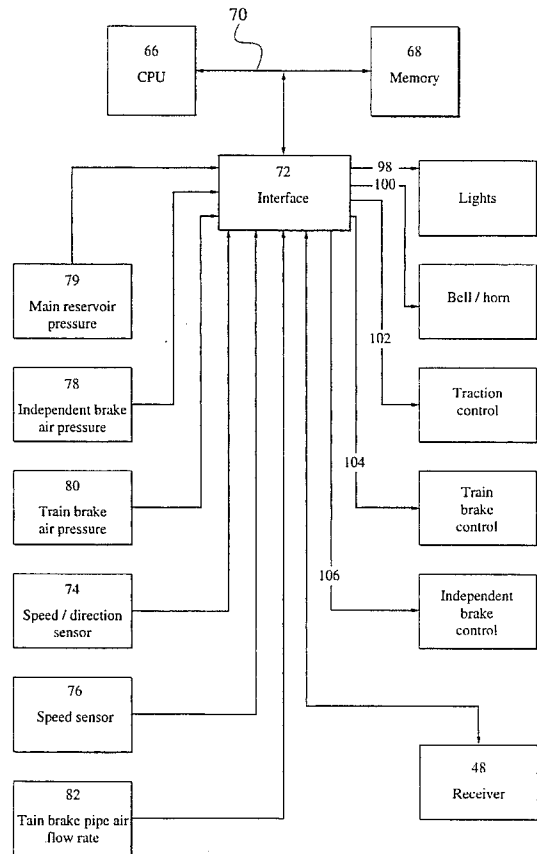 70
66
CPU
68
Memory
72
Interface
98
100
Lights
Bell / horn
102
79
Main reservoir
pressure
78
Independent brake
air pressure
Traction
control
104
80
Train brake
air pressure
Train
brake
control
106
74
Speed / direction
sensor
Independent
brake
control
76
Speed sensor
48
Receiver
82
Tain brake pipe air
flow rate